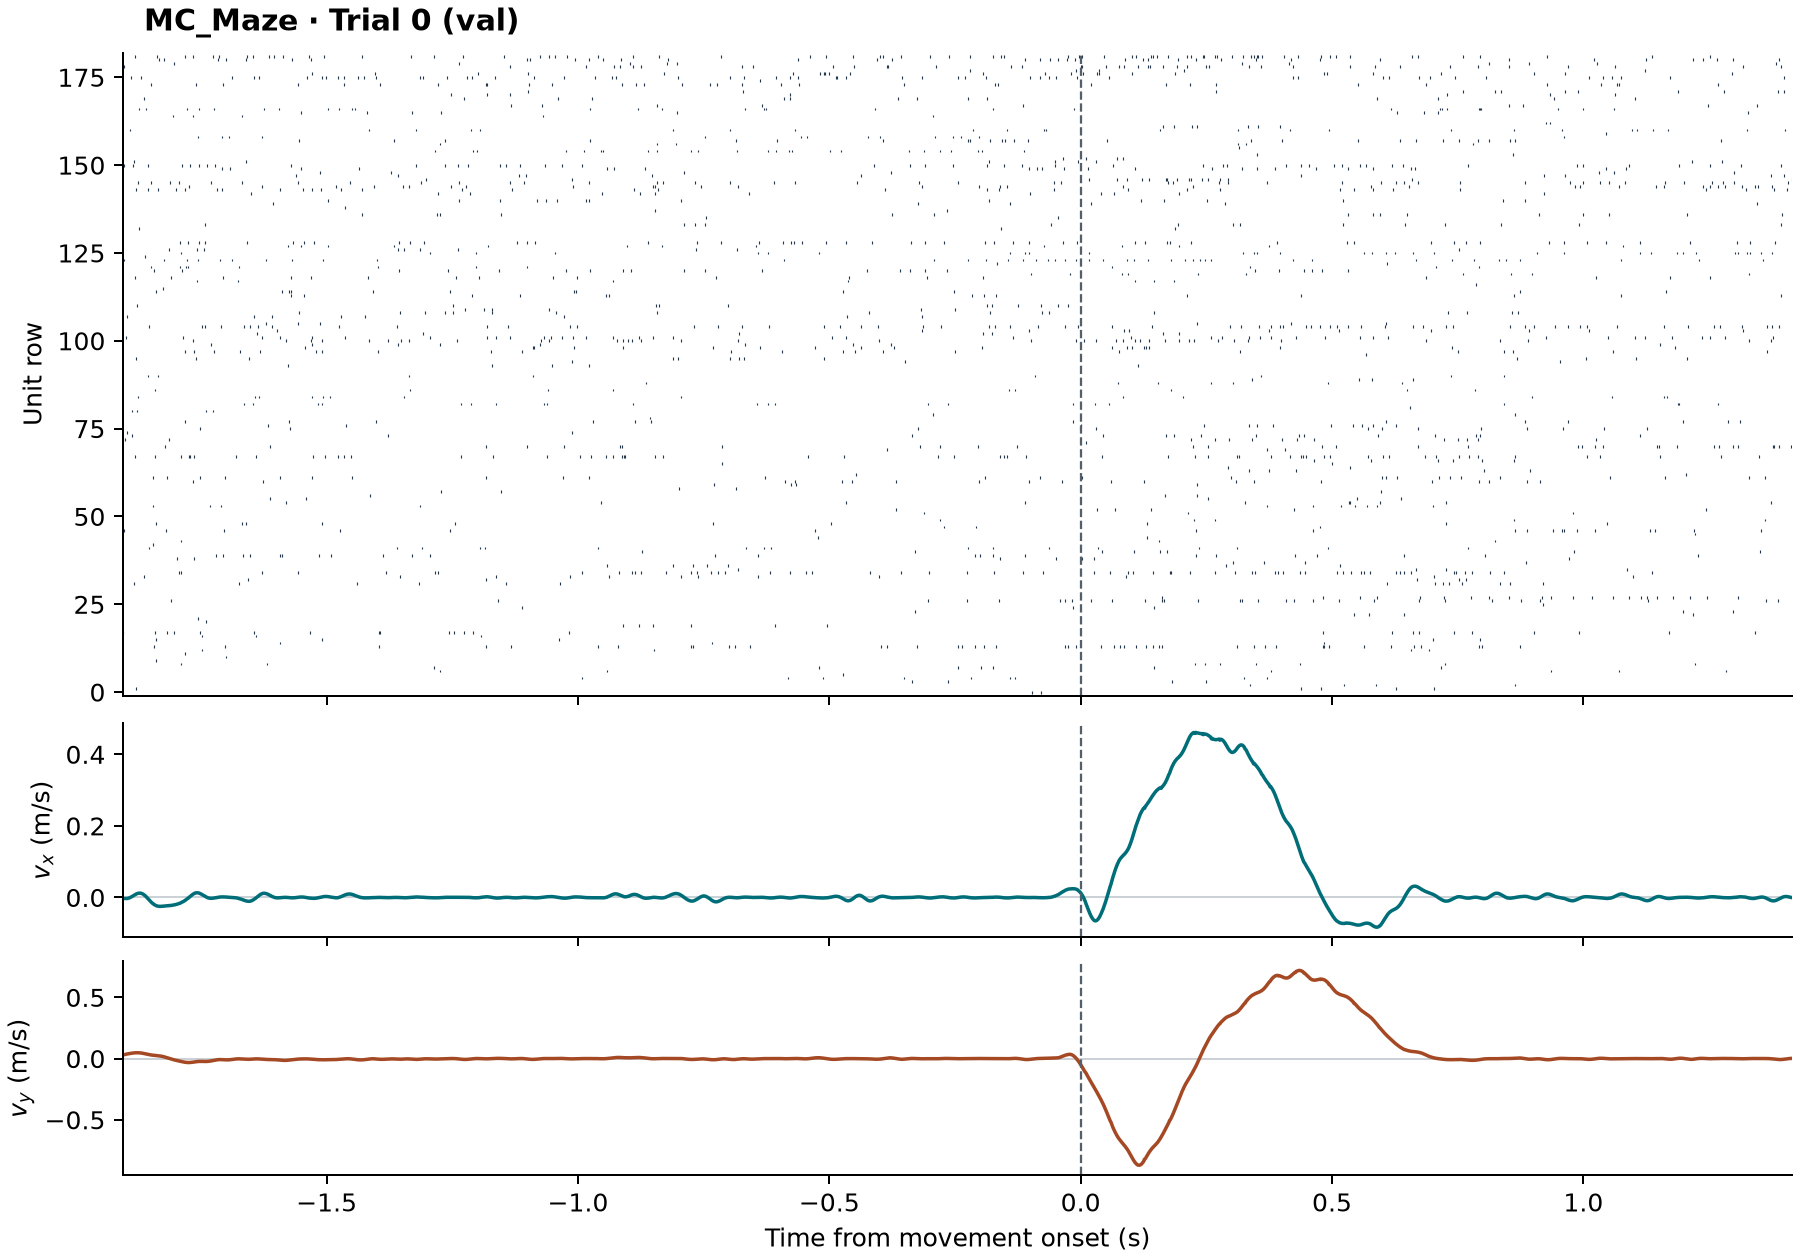 MC_Maze · Trial 0 (val)
175
150
125
100
75
50
25
0
Unit row
0.4
0.2
0.0
v_x (m/s)
0.5
0.0
−0.5
v_y (m/s)
−1.5 −1.0 −0.5 0.0 0.5 1.0
Time from movement onset (s)